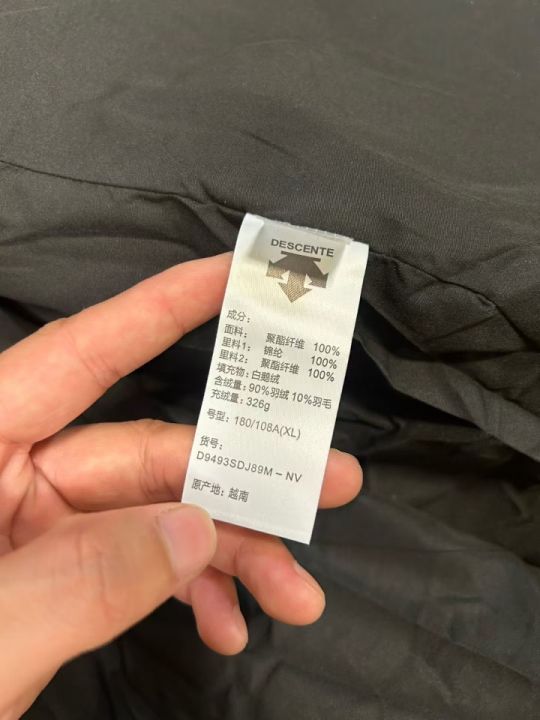 DESCENTE
成分：
面料： 聚酯纤维 100%
里料1： 锦纶 100%
里料2： 聚酯纤维 100%
填充物：白鹅绒
含绒量：90%羽绒 10%羽毛
充绒量：326g
号型：180/108A(XL)
货号：
D9493SDJ89M－NV
原产地：越南